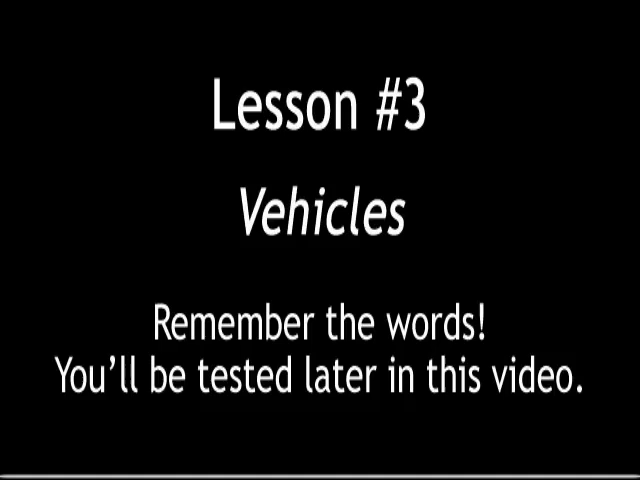 Lesson #3
Vehicles
Remember the words!
You'll be tested later in this video.